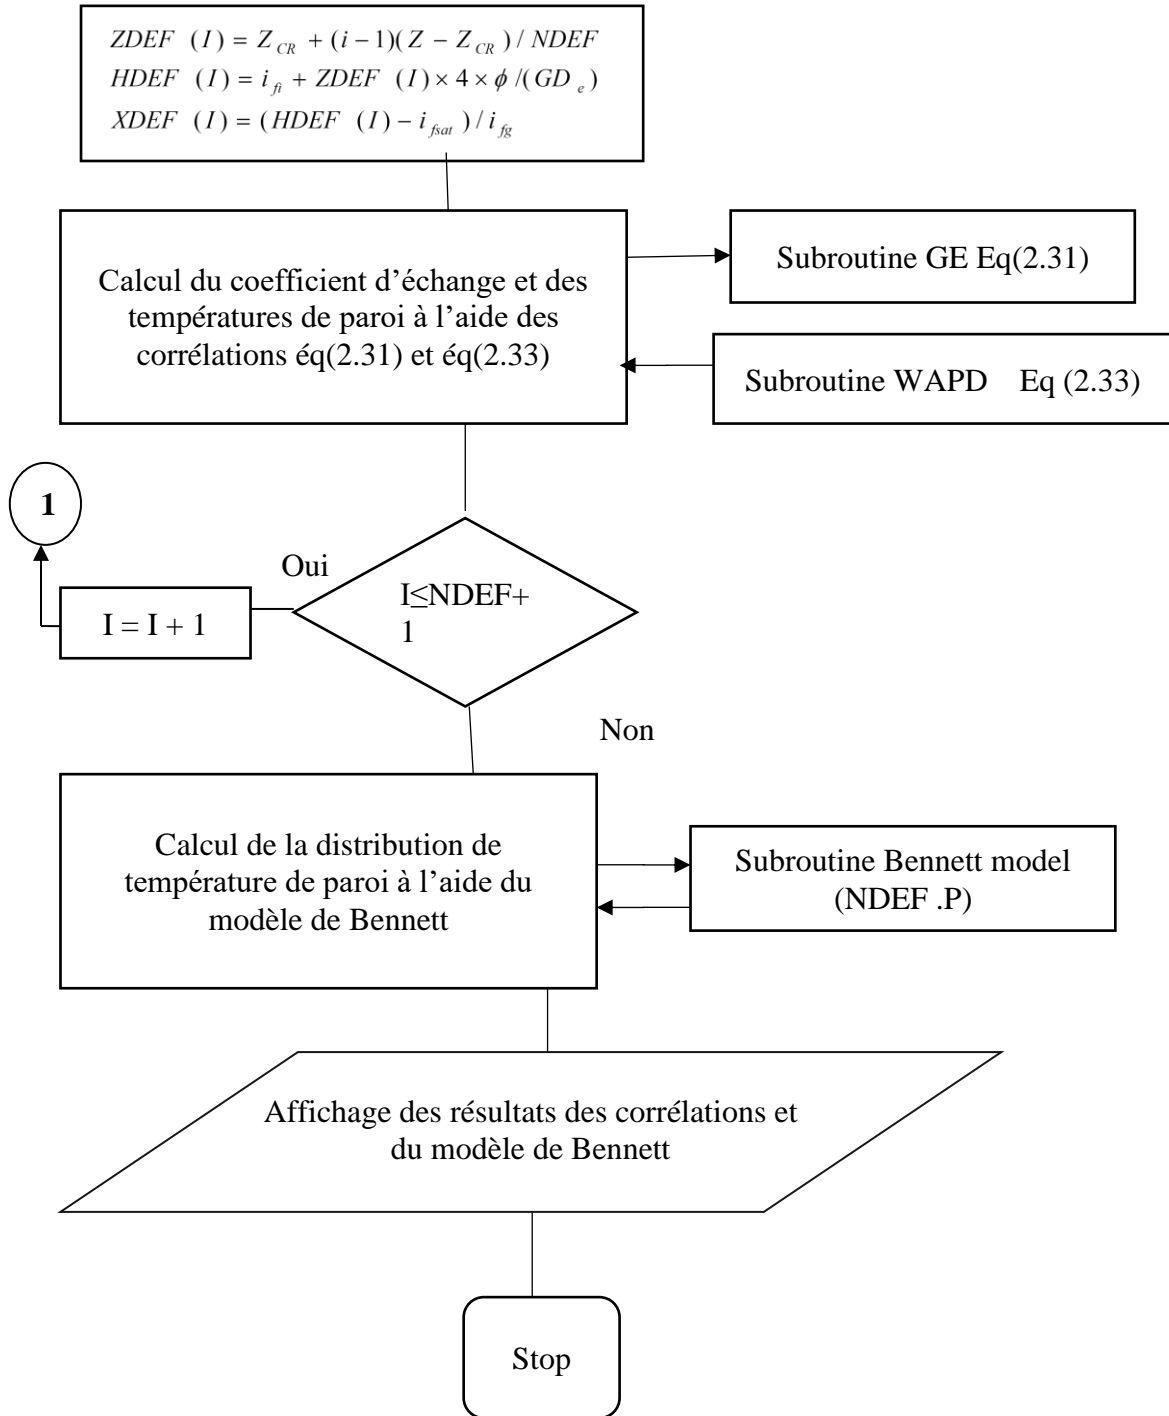 ZDEF (I) = Z_CR + (i − 1)(Z − Z_CR) / NDEF
HDEF (I) = i_fi + ZDEF (I) × 4 × ϕ /(GD_e)
XDEF (I) = (HDEF (I) − i_fsat) / i_fg
Calcul du coefficient d’échange et des
températures de paroi à l’aide des
corrélations éq(2.31) et éq(2.33)
Subroutine GE Eq(2.31)
Subroutine WAPD Eq (2.33)
1
Oui
I≤NDEF+
1
I = I + 1
Non
Calcul de la distribution de
température de paroi à l’aide du
modèle de Bennett
Subroutine Bennett model
(NDEF .P)
Affichage des résultats des corrélations et
du modèle de Bennett
Stop